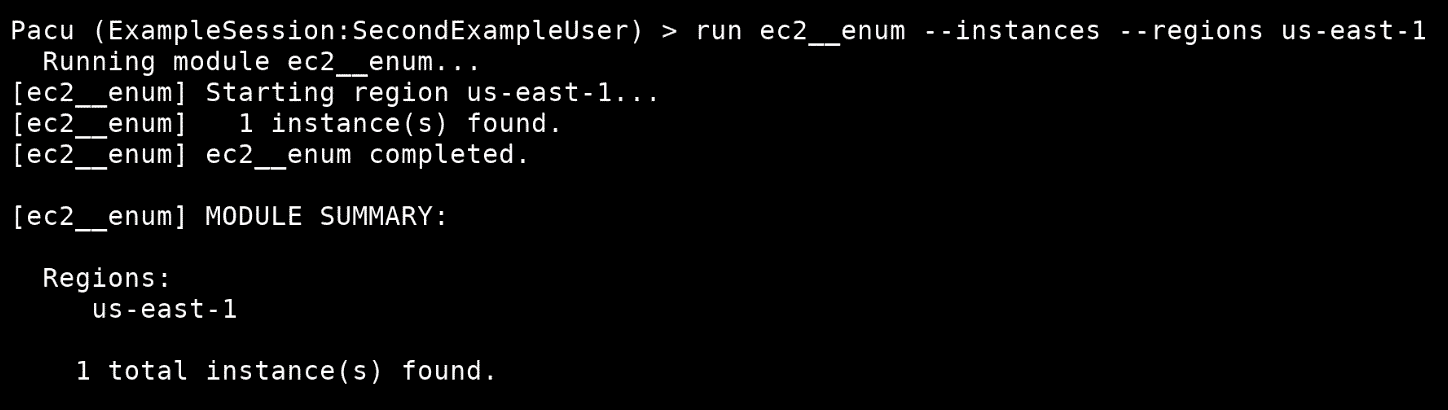 Pacu (ExampleSession:SecondExampleUser) > run ec2__enum --instances --regions us-east-1
  Running module ec2__enum...
[ec2__enum] Starting region us-east-1...
[ec2__enum]   1 instance(s) found.
[ec2__enum] ec2__enum completed.

[ec2__enum] MODULE SUMMARY:

  Regions:
     us-east-1

    1 total instance(s) found.